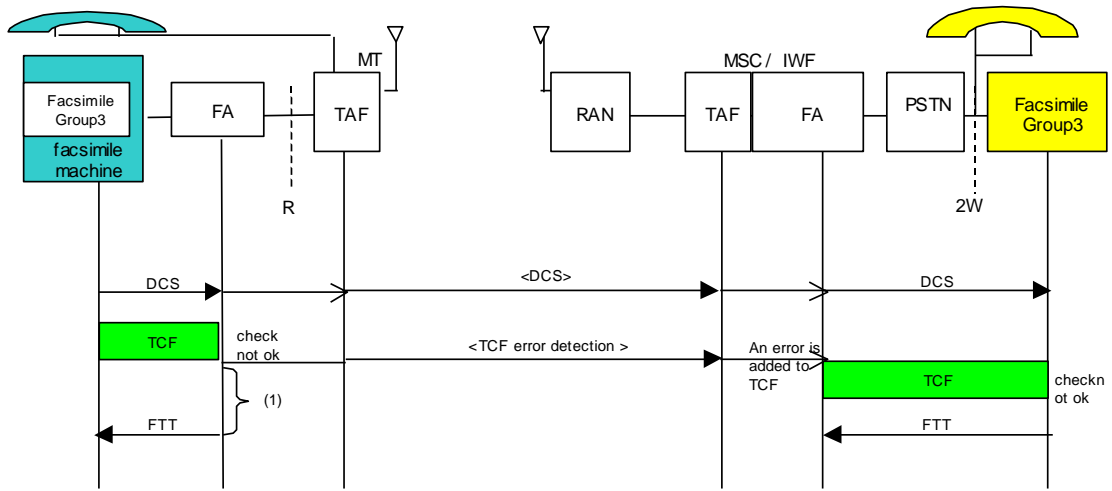 MT
MSC / IWF
Facsimile
Group3
facsimile
machine
FA
TAF
RAN
TAF
FA
PSTN
Facsimile
Group3
R
2W
DCS
<DCS>
DCS
TCF
check
not ok
<TCF error detection >
An error is
added to
TCF
TCF
checkn
ot ok
(1)
FTT
FTT